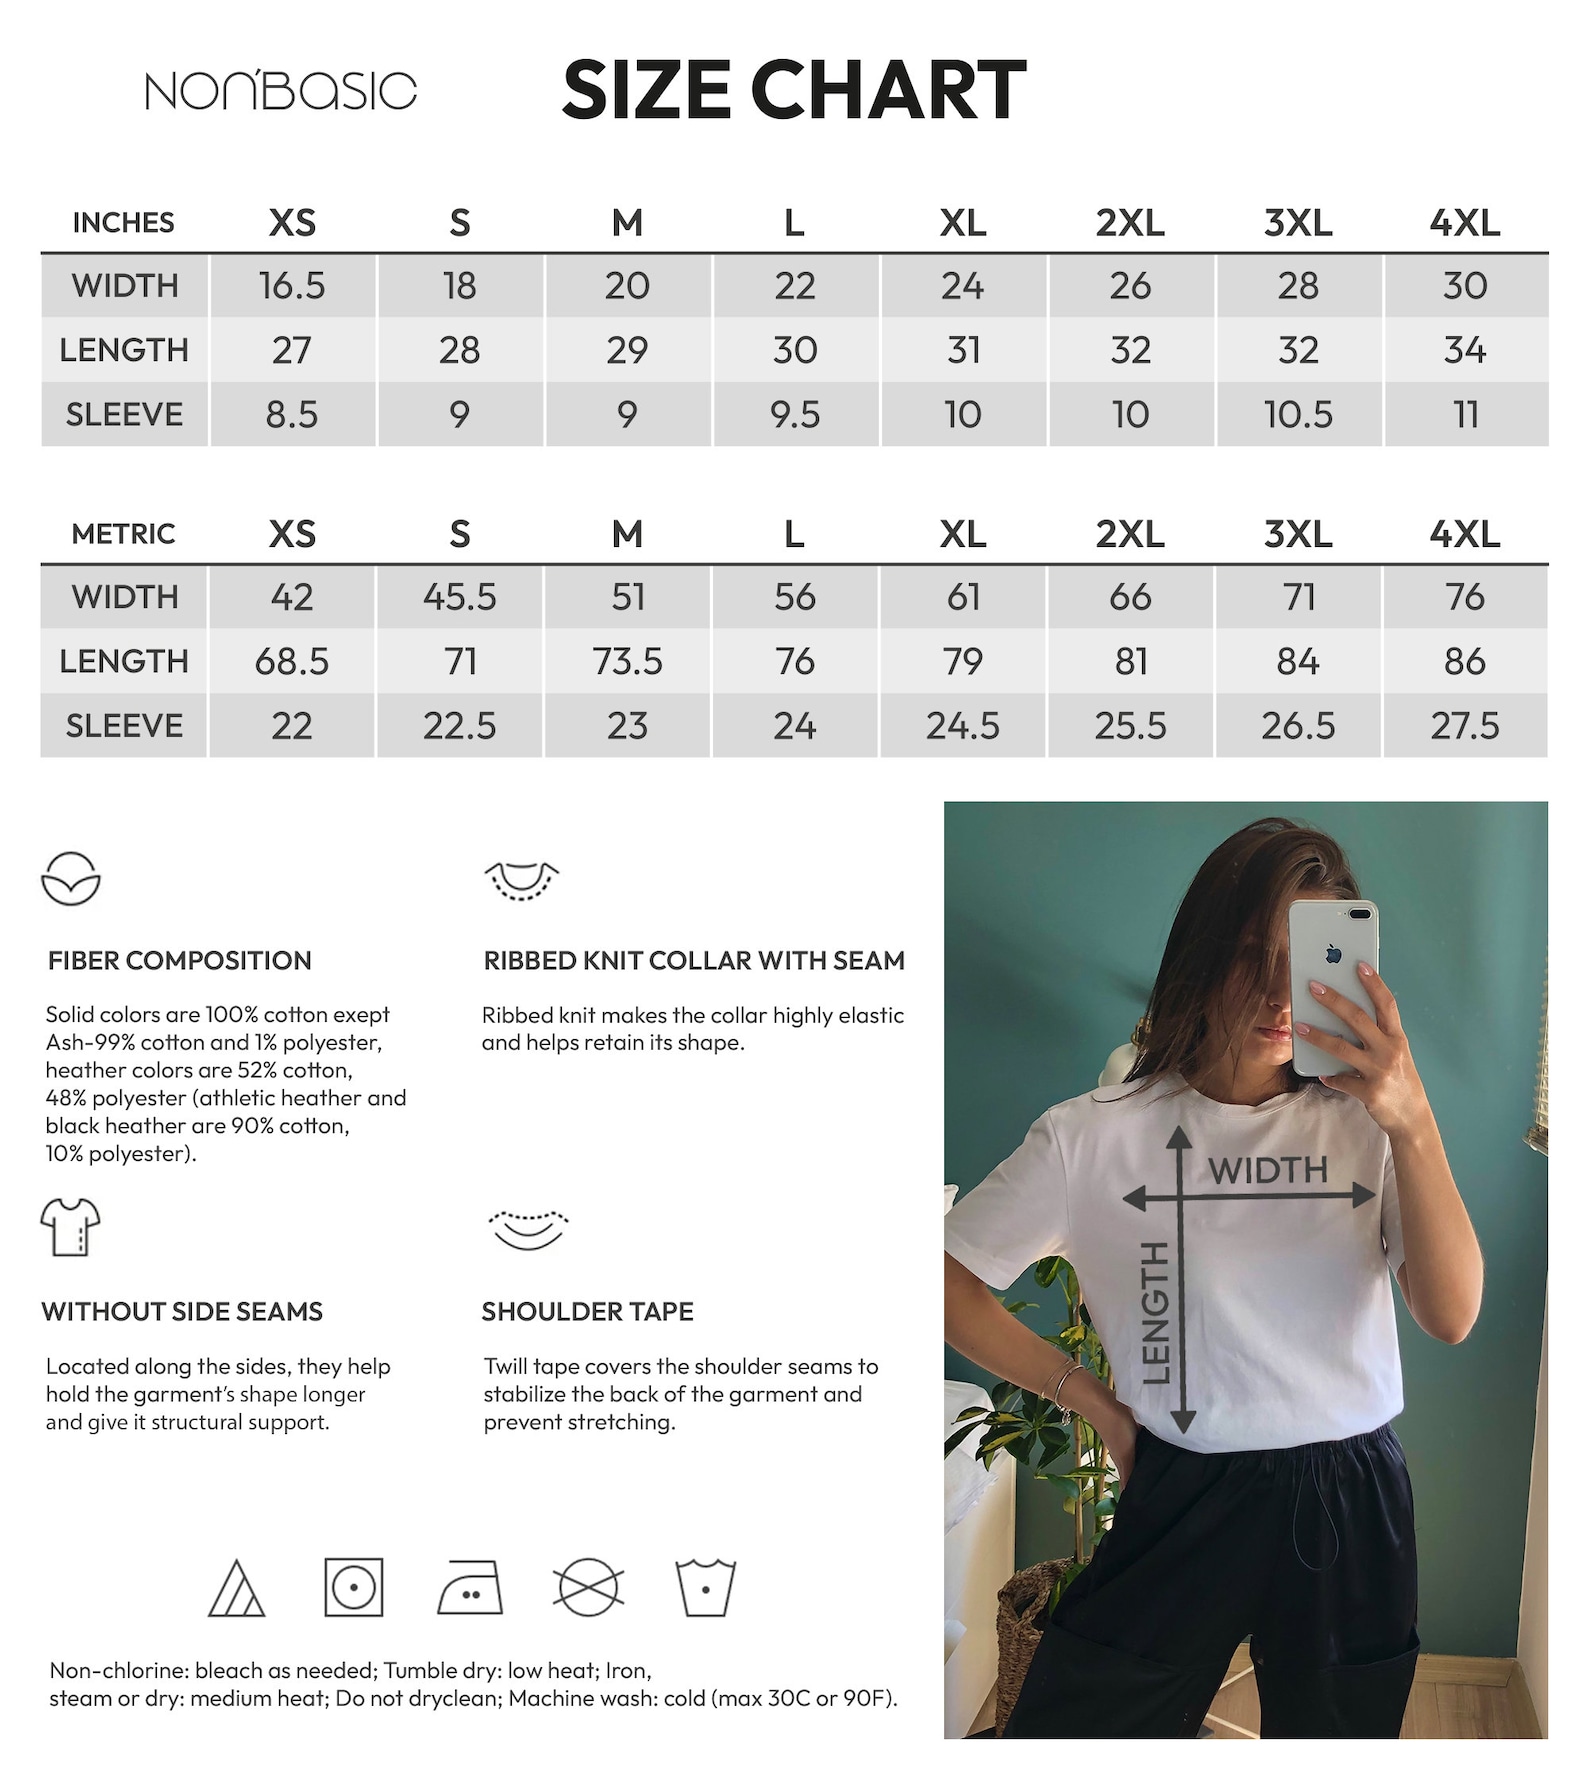 NON'BASIC
SIZE CHART
INCHES XS S M L XL 2XL 3XL 4XL
WIDTH 16.5 18 20 22 24 26 28 30
LENGTH 27 28 29 30 31 32 32 34
SLEEVE 8.5 9 9 9.5 10 10 10.5 11
METRIC XS S M L XL 2XL 3XL 4XL
WIDTH 42 45.5 51 56 61 66 71 76
LENGTH 68.5 71 73.5 76 79 81 84 86
SLEEVE 22 22.5 23 24 24.5 25.5 26.5 27.5
FIBER COMPOSITION
Solid colors are 100% cotton exept
Ash-99% cotton and 1% polyester,
heather colors are 52% cotton,
48% polyester (athletic heather and
black heather are 90% cotton,
10% polyester).
RIBBED KNIT COLLAR WITH SEAM
Ribbed knit makes the collar highly elastic
and helps retain its shape.
WITHOUT SIDE SEAMS
Located along the sides, they help
hold the garment's shape longer
and give it structural support.
SHOULDER TAPE
Twill tape covers the shoulder seams to
stabilize the back of the garment and
prevent stretching.
Non-chlorine: bleach as needed; Tumble dry: low heat; Iron,
steam or dry: medium heat; Do not dryclean; Machine wash: cold (max 30C or 90F).
WIDTH
LENGTH